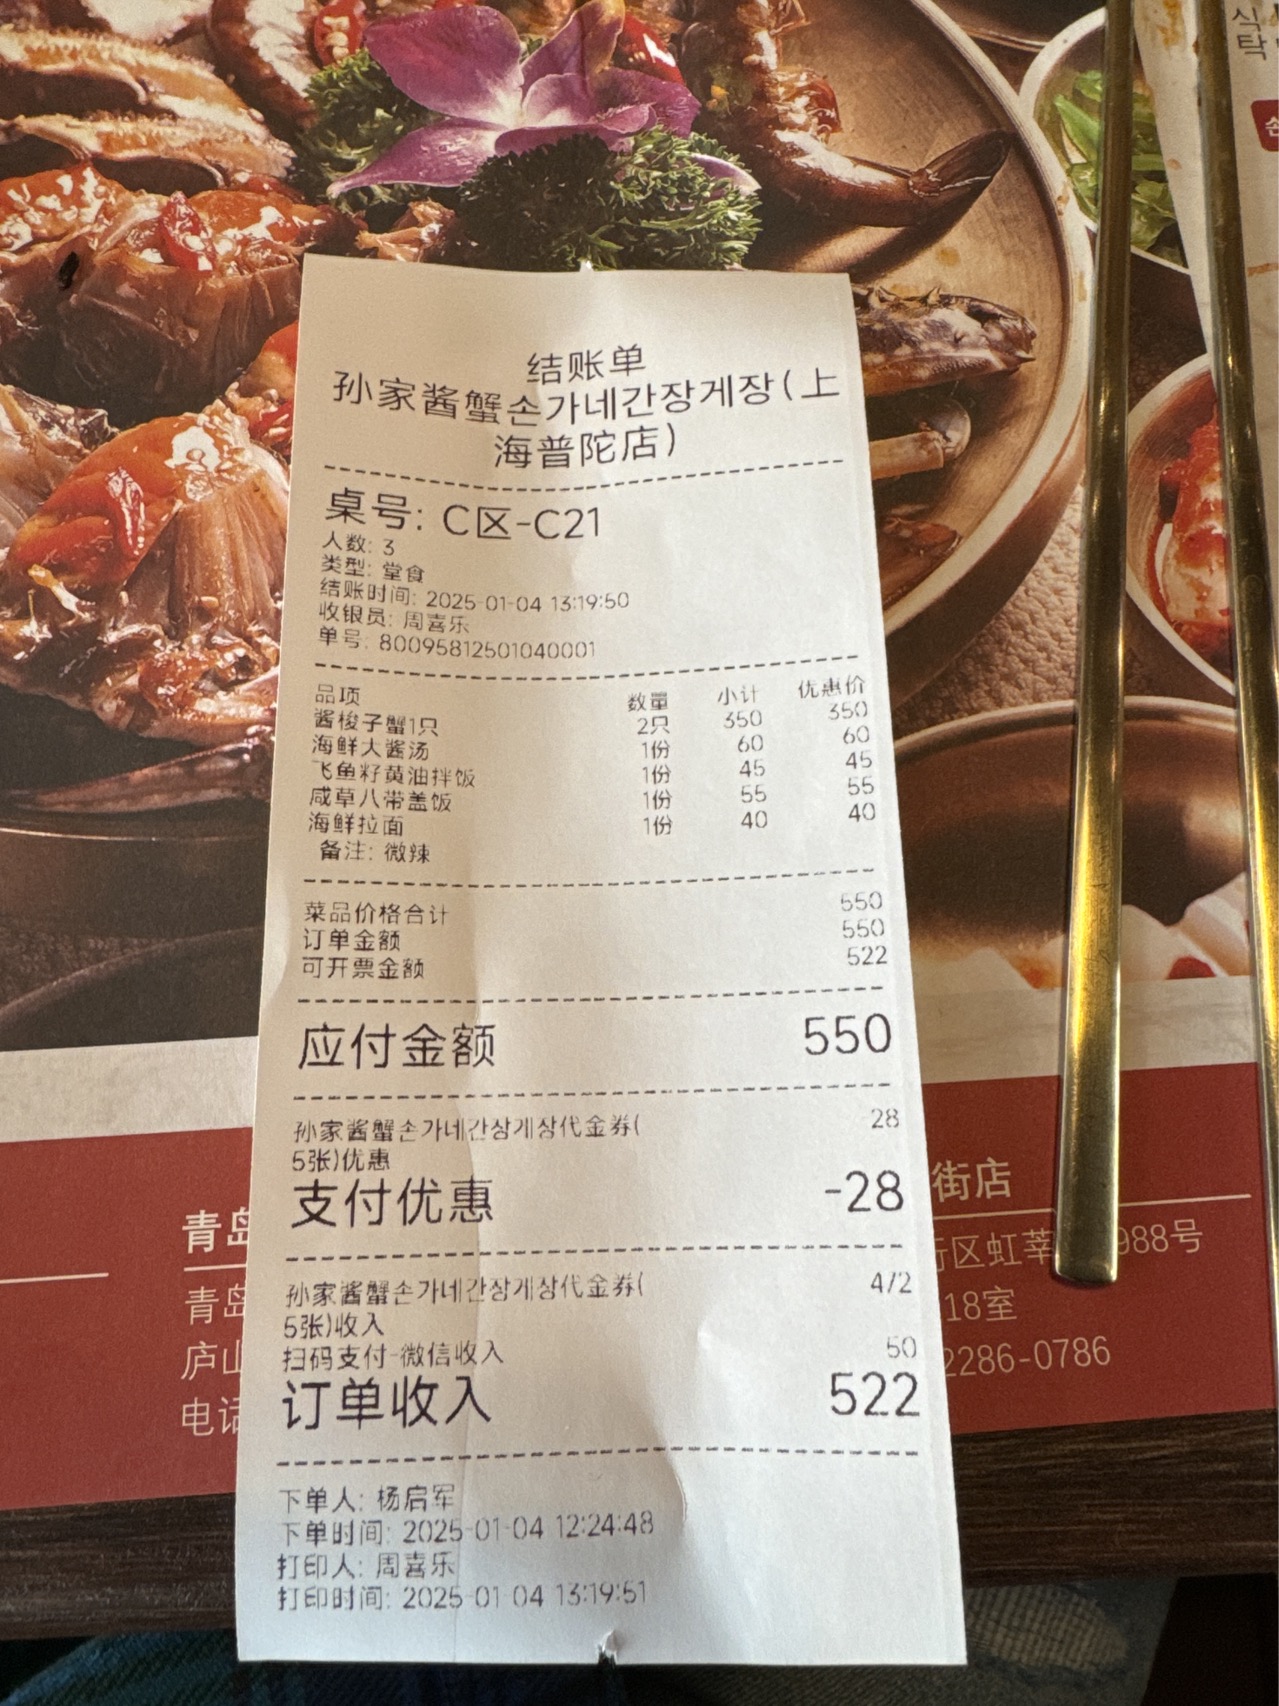 식
탁
结账单
孙家酱蟹손가네간장게장(上
海普陀店)
桌号: C区-C21
人数: 3
类型: 堂食
结账时间: 2025-01-04 13:19:50
收银员: 周喜乐
单号: 80095812501040001
品项 数量 小计 优惠价
酱梭子蟹1只 2只 350 350
海鲜大酱汤 1份 60 60
飞鱼籽黄油拌饭 1份 45 45
咸草八带盖饭 1份 55 55
海鲜拉面 1份 40 40
备注: 微辣
菜品价格合计 550
订单金额 550
可开票金额 522
应付金额 550
孙家酱蟹손가네간장게장代金券( 28
5张)优惠
支付优惠 -28
孙家酱蟹손가네간장게장代金券( 472
5张)收入
扫码支付-微信收入 50
订单收入 522
下单人: 杨启军
下单时间: 2025-01-04 12:24:48
打印人: 周喜乐
打印时间: 2025-01-04 13:19:51
青岛
青岛
庐山
电话
街店
区虹莘 988号
18室
2286-0786